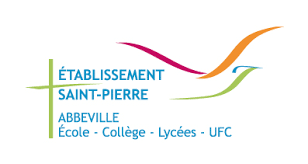 ÉTABLISSEMENT
SAINT-PIERRE
ABBEVILLE
École - Collège - Lycées - UFC